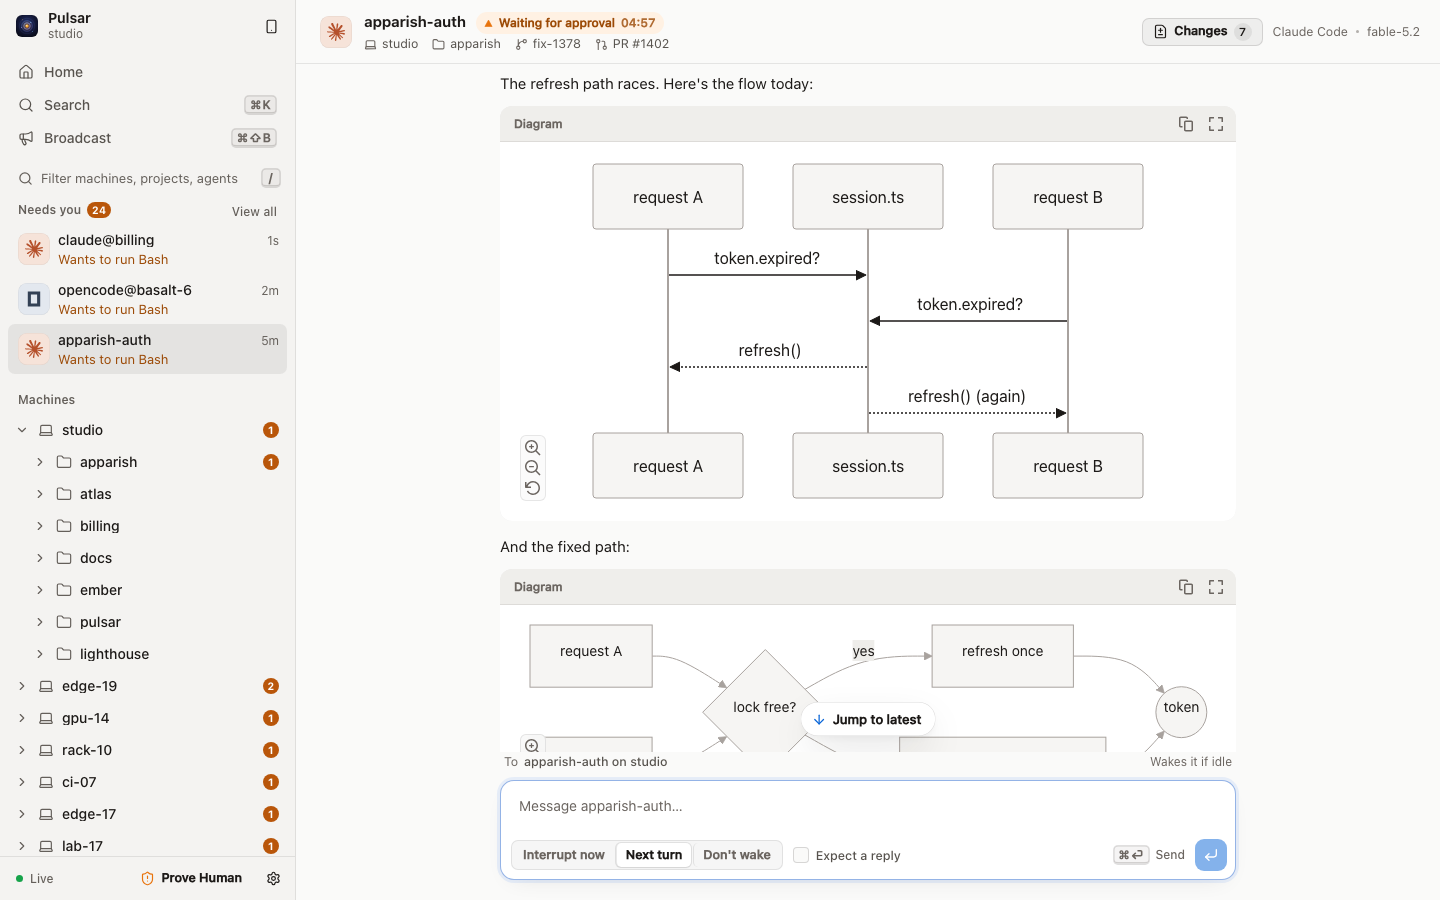 Pulsar
studio
Home
Search ⌘K
Broadcast ⌘⇧B
Filter machines, projects, agents /
Needs you 24 View all
claude@billing 1s
Wants to run Bash
opencode@basalt-6 2m
Wants to run Bash
apparish-auth 5m
Wants to run Bash
Machines
studio 1
apparish 1
atlas
billing
docs
ember
pulsar
lighthouse
edge-19 2
gpu-14 1
rack-10 1
ci-07 1
edge-17 1
lab-17 1
Live Prove Human
apparish-auth Waiting for approval 04:57
studio apparish fix-1378 PR #1402
Changes 7 Claude Code • fable-5.2
The refresh path races. Here's the flow today:
Diagram
request A session.ts request B
token.expired?
token.expired?
refresh()
refresh() (again)
request A session.ts request B
And the fixed path:
Diagram
request A yes refresh once
lock free? token
Jump to latest
To apparish-auth on studio Wakes it if idle
Message apparish-auth...
Interrupt now Next turn Don't wake Expect a reply ⌘↵ Send